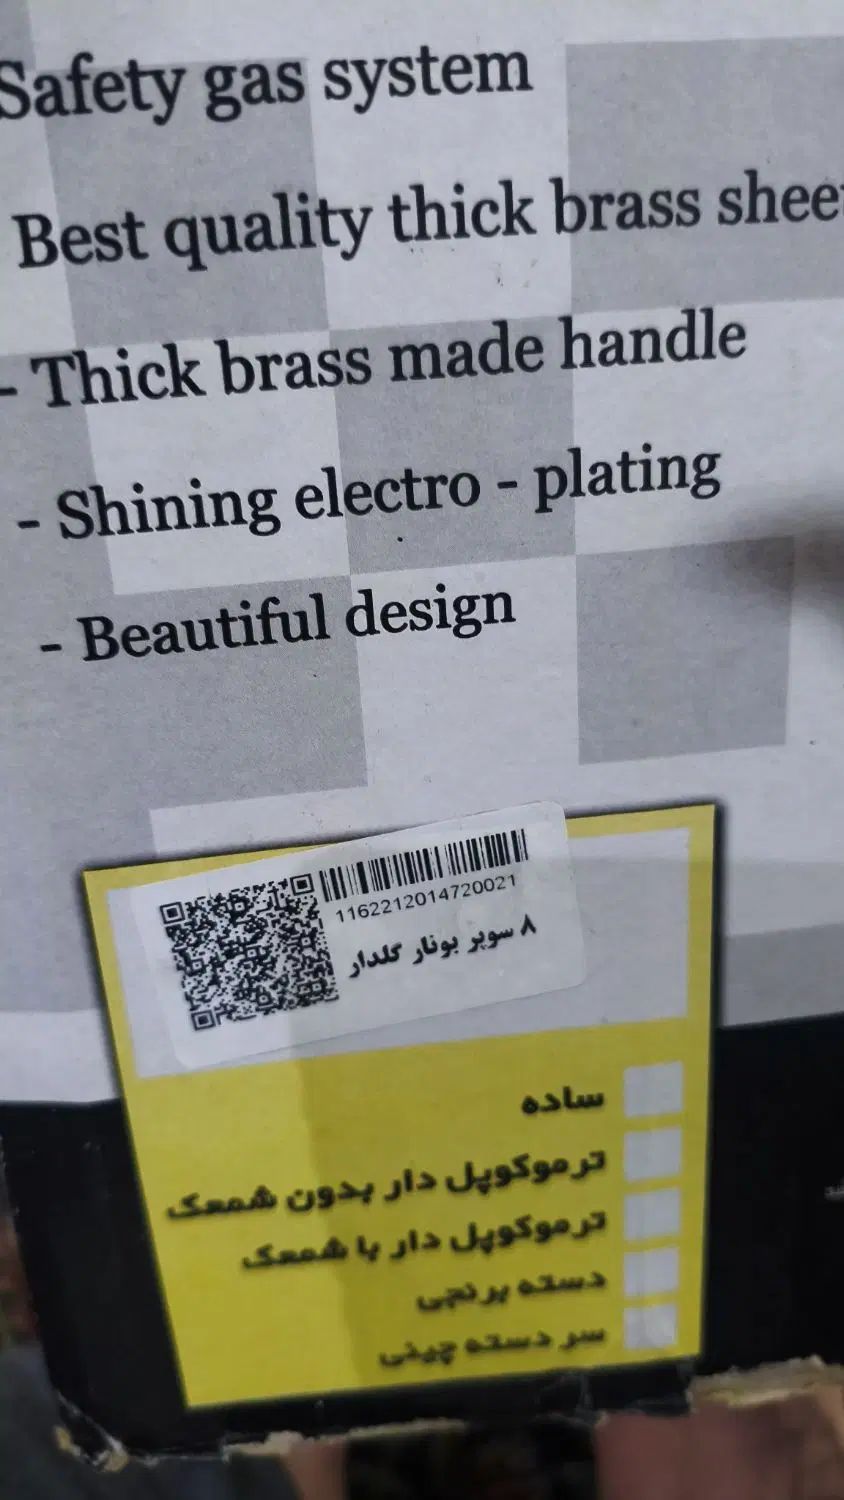 Safety gas system
Best quality thick brass shee
- Thick brass made handle
- Shining electro - plating
- Beautiful design
1162212014720021
۸ سوپر بونار گلدار
ساده
ترموکوپل دار بدون شمعک
ترموکوپل دار با شمعک
دسته برنجی
سر دسته چینی